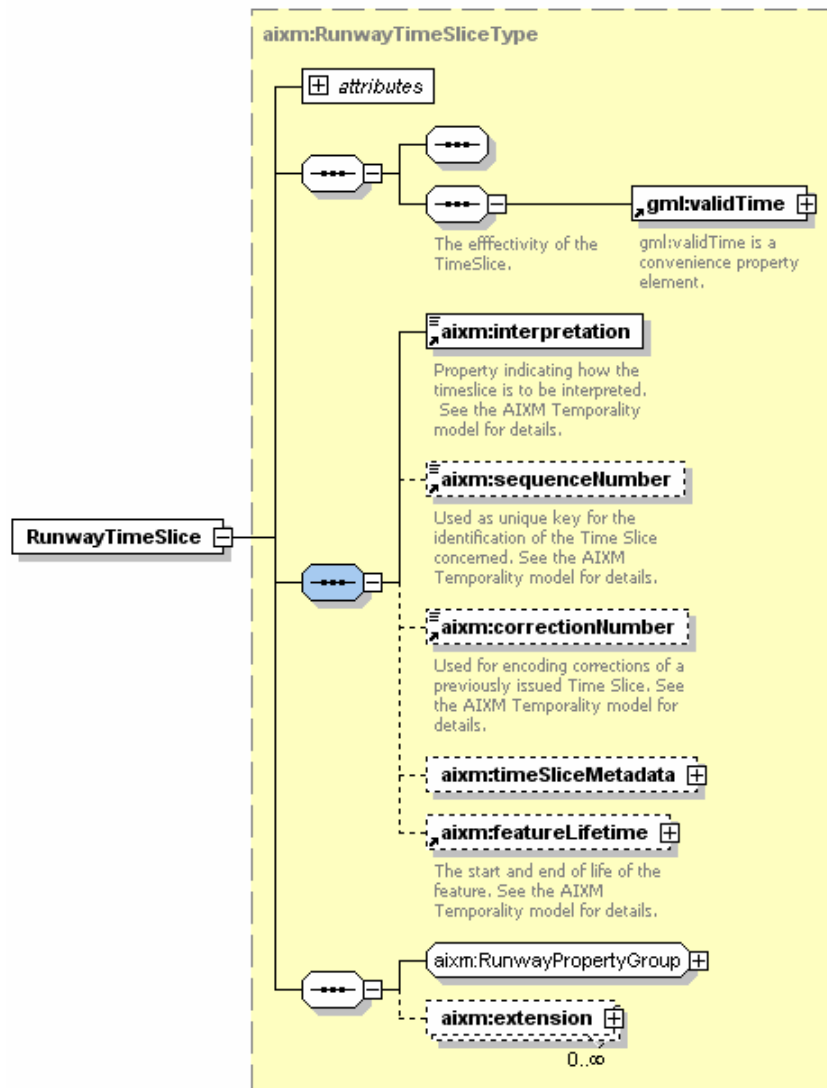 aixm:RunwayTimeSliceType
attributes
gml:validTime
The efffectivity of the
TimeSlice.
gml:validTime is a
convenience property
element.
aixm:interpretation
Property indicating how the
timeslice is to be interpreted.
See the AIXM Temporality
model for details.
aixm:sequenceNumber
Used as unique key for the
identification of the Time Slice
concerned. See the AIXM
Temporality model for details.
RunwayTimeSlice
aixm:correctionNumber
Used for encoding corrections of a
previously issued Time Slice. See
the AIXM Temporality model for
details.
aixm:timeSliceMetadata
aixm:featureLifetime
The start and end of life of the
feature. See the AIXM
Temporality model for details.
aixm:RunwayPropertyGroup
aixm:extension
0..∞